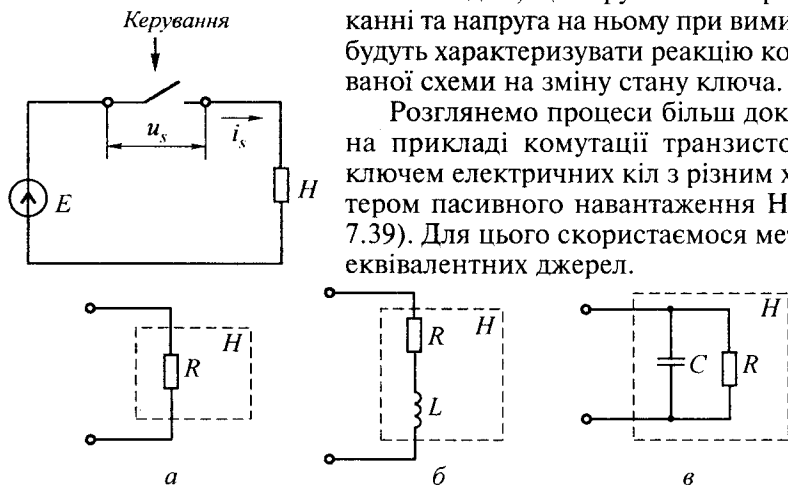 Керування
канні та напруга на ньому при вими
будуть характеризувати реакцію ко
ваної схеми на зміну стану ключа.
Розглянемо процеси більш док
на прикладі комутації транзисто
ключем електричних кіл з різним х
тером пасивного навантаження Н
7.39). Для цього скористаємося ме
еквівалентних джерел.
u_s
i_s
E
H
R
H
R
H
L
C
R
H
а
б
в